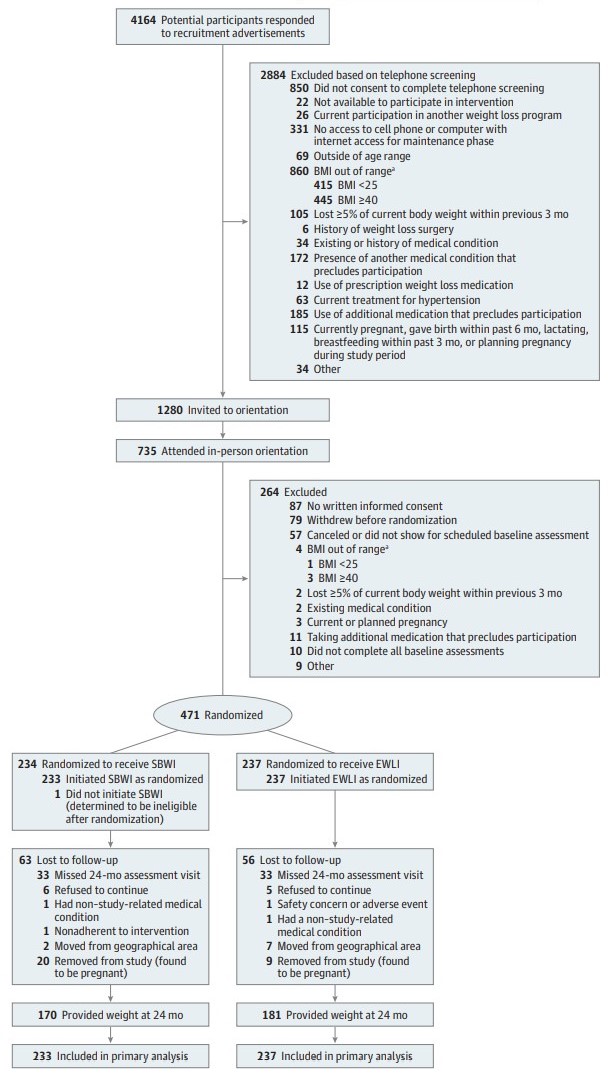 4164 Potential participants responded
to recruitment advertisements
2884 Excluded based on telephone screening
850 Did not consent to complete telephone screening
22 Not available to participate in intervention
26 Current participation in another weight loss program
331 No access to cell phone or computer with
internet access for maintenance phase
69 Outside of age range
860 BMI out of rangeᵃ
415 BMI <25
445 BMI ≥40
105 Lost ≥5% of current body weight within previous 3 mo
6 History of weight loss surgery
34 Existing or history of medical condition
172 Presence of another medical condition that
precludes participation
12 Use of prescription weight loss medication
63 Current treatment for hypertension
185 Use of additional medication that precludes participation
115 Currently pregnant, gave birth within past 6 mo, lactating,
breastfeeding within past 3 mo, or planning pregnancy
during study period
34 Other
1280 Invited to orientation
735 Attended in-person orientation
264 Excluded
87 No written informed consent
79 Withdrew before randomization
57 Canceled or did not show for scheduled baseline assessment
4 BMI out of rangeᵃ
1 BMI <25
3 BMI ≥40
2 Lost ≥5% of current body weight within previous 3 mo
2 Existing medical condition
3 Current or planned pregnancy
11 Taking additional medication that precludes participation
10 Did not complete all baseline assessments
9 Other
471 Randomized
234 Randomized to receive SBWI
233 Initiated SBWI as randomized
1 Did not initiate SBWI
(determined to be ineligible
after randomization)
237 Randomized to receive EWLI
237 Initiated EWLI as randomized
63 Lost to follow-up
33 Missed 24-mo assessment visit
6 Refused to continue
1 Had non-study-related medical
condition
1 Nonadherence to intervention
2 Moved from geographical area
20 Removed from study (found
to be pregnant)
56 Lost to follow-up
33 Missed 24-mo assessment visit
5 Refused to continue
1 Safety concern or adverse event
1 Had a non-study-related
medical condition
7 Moved from geographical area
9 Removed from study (found
to be pregnant)
170 Provided weight at 24 mo
181 Provided weight at 24 mo
233 Included in primary analysis
237 Included in primary analysis